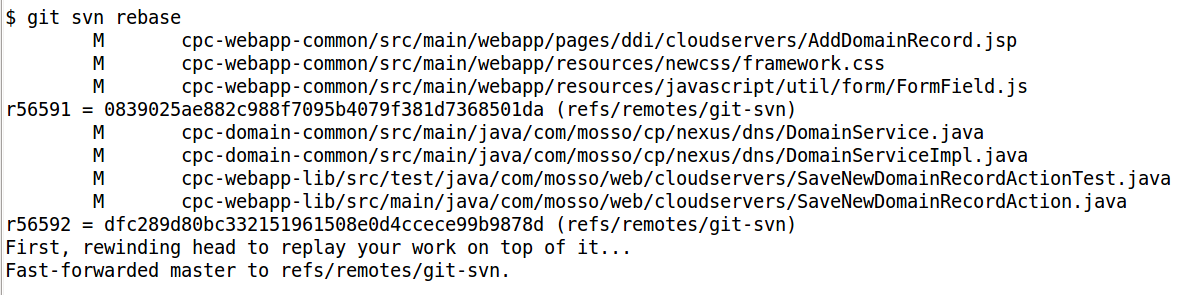 $ git svn rebase
M cpc-webapp-common/src/main/webapp/pages/ddi/cloudservers/AddDomainRecord.jsp
M cpc-webapp-common/src/main/webapp/resources/newcss/framework.css
M cpc-webapp-common/src/main/webapp/resources/javascript/util/form/FormField.js
r56591 = 0839025ae882c988f7095b4079f381d7368501da (refs/remotes/git-svn)
M cpc-domain-common/src/main/java/com/mosso/cp/nexus/dns/DomainService.java
M cpc-domain-common/src/main/java/com/mosso/cp/nexus/dns/DomainServiceImpl.java
M cpc-webapp-lib/src/test/java/com/mosso/web/cloudservers/SaveNewDomainRecordActionTest.java
M cpc-webapp-lib/src/main/java/com/mosso/web/cloudservers/SaveNewDomainRecordAction.java
r56592 = dfc289d80bc332151961508e0d4ccece99b9878d (refs/remotes/git-svn)
First, rewinding head to replay your work on top of it...
Fast-forwarded master to refs/remotes/git-svn.